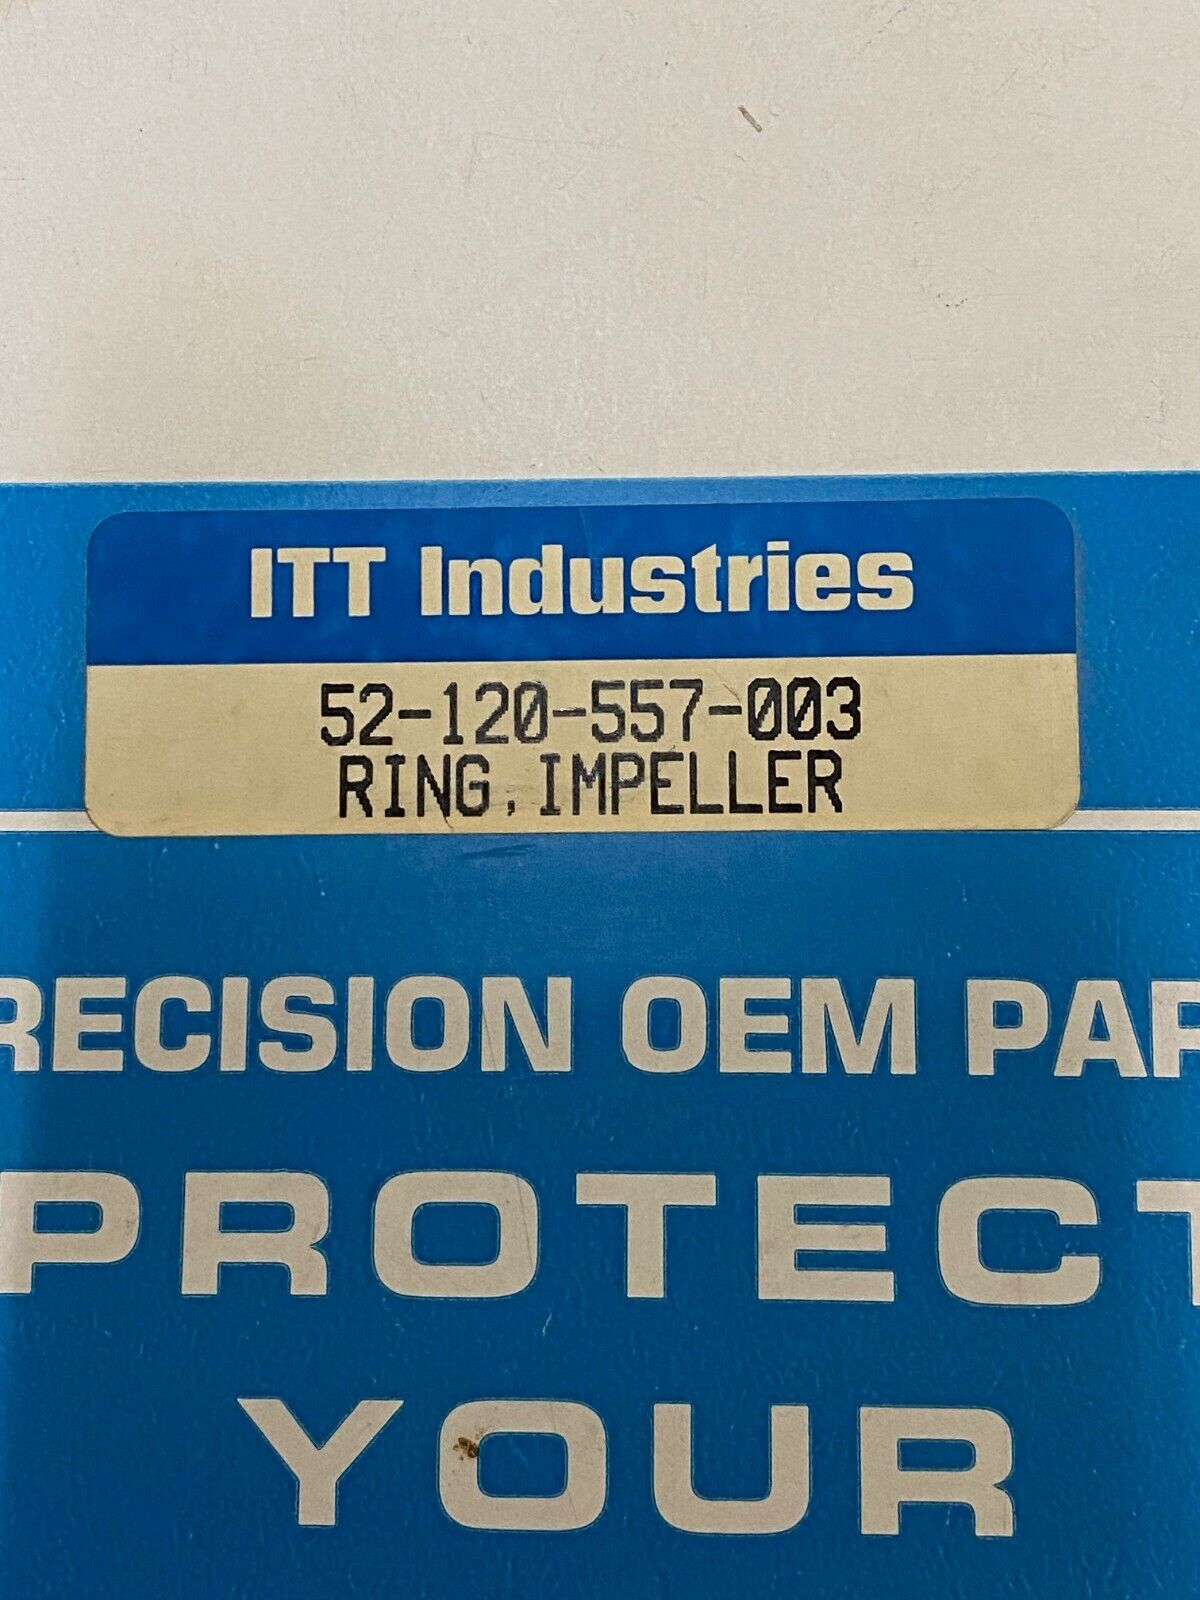 ITT Industries
52-120-557-003
RING, IMPELLER
RECISION OEM PAR
PROTECT
YOUR